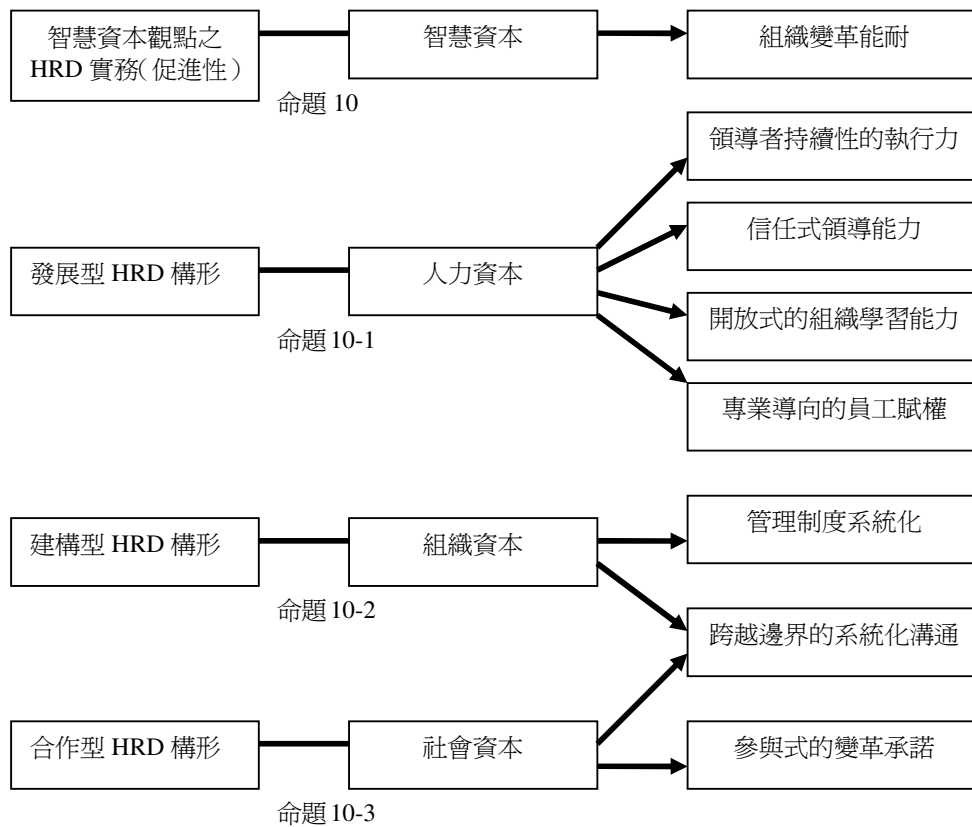 智慧資本觀點之
HRD 實務(促進性)
智慧資本
組織變革能耐
命題 10
領導者持續性的執行力
信任式領導能力
發展型 HRD 構形
人力資本
開放式的組織學習能力
命題 10-1
專業導向的員工賦權
建構型 HRD 構形
組織資本
管理制度系統化
命題 10-2
跨越邊界的系統化溝通
合作型 HRD 構形
社會資本
參與式的變革承諾
命題 10-3